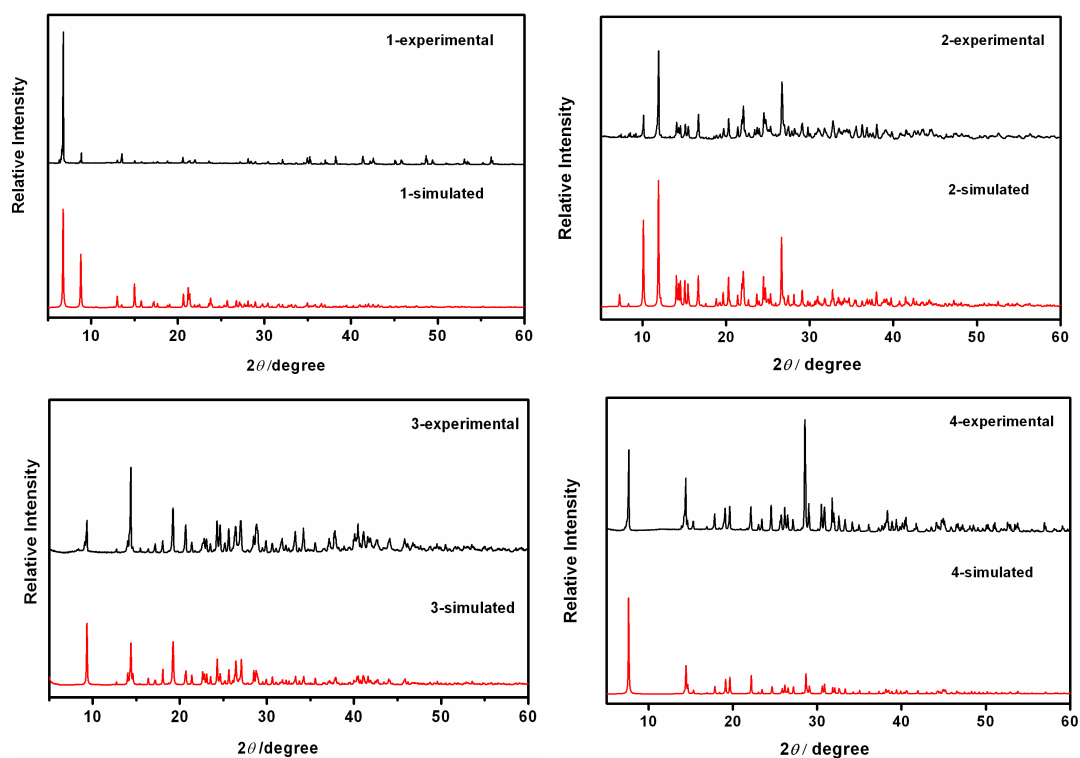 1-experimental
1-simulated
Relative Intensity
10 20 30 40 50 60
2θ/degree
2-experimental
2-simulated
Relative Intensity
10 20 30 40 50 60
2θ/ degree
3-experimental
3-simulated
Relative Intensity
10 20 30 40 50 60
2θ/degree
4-experimental
4-simulated
Relative Intensity
10 20 30 40 50 60
2θ/ degree